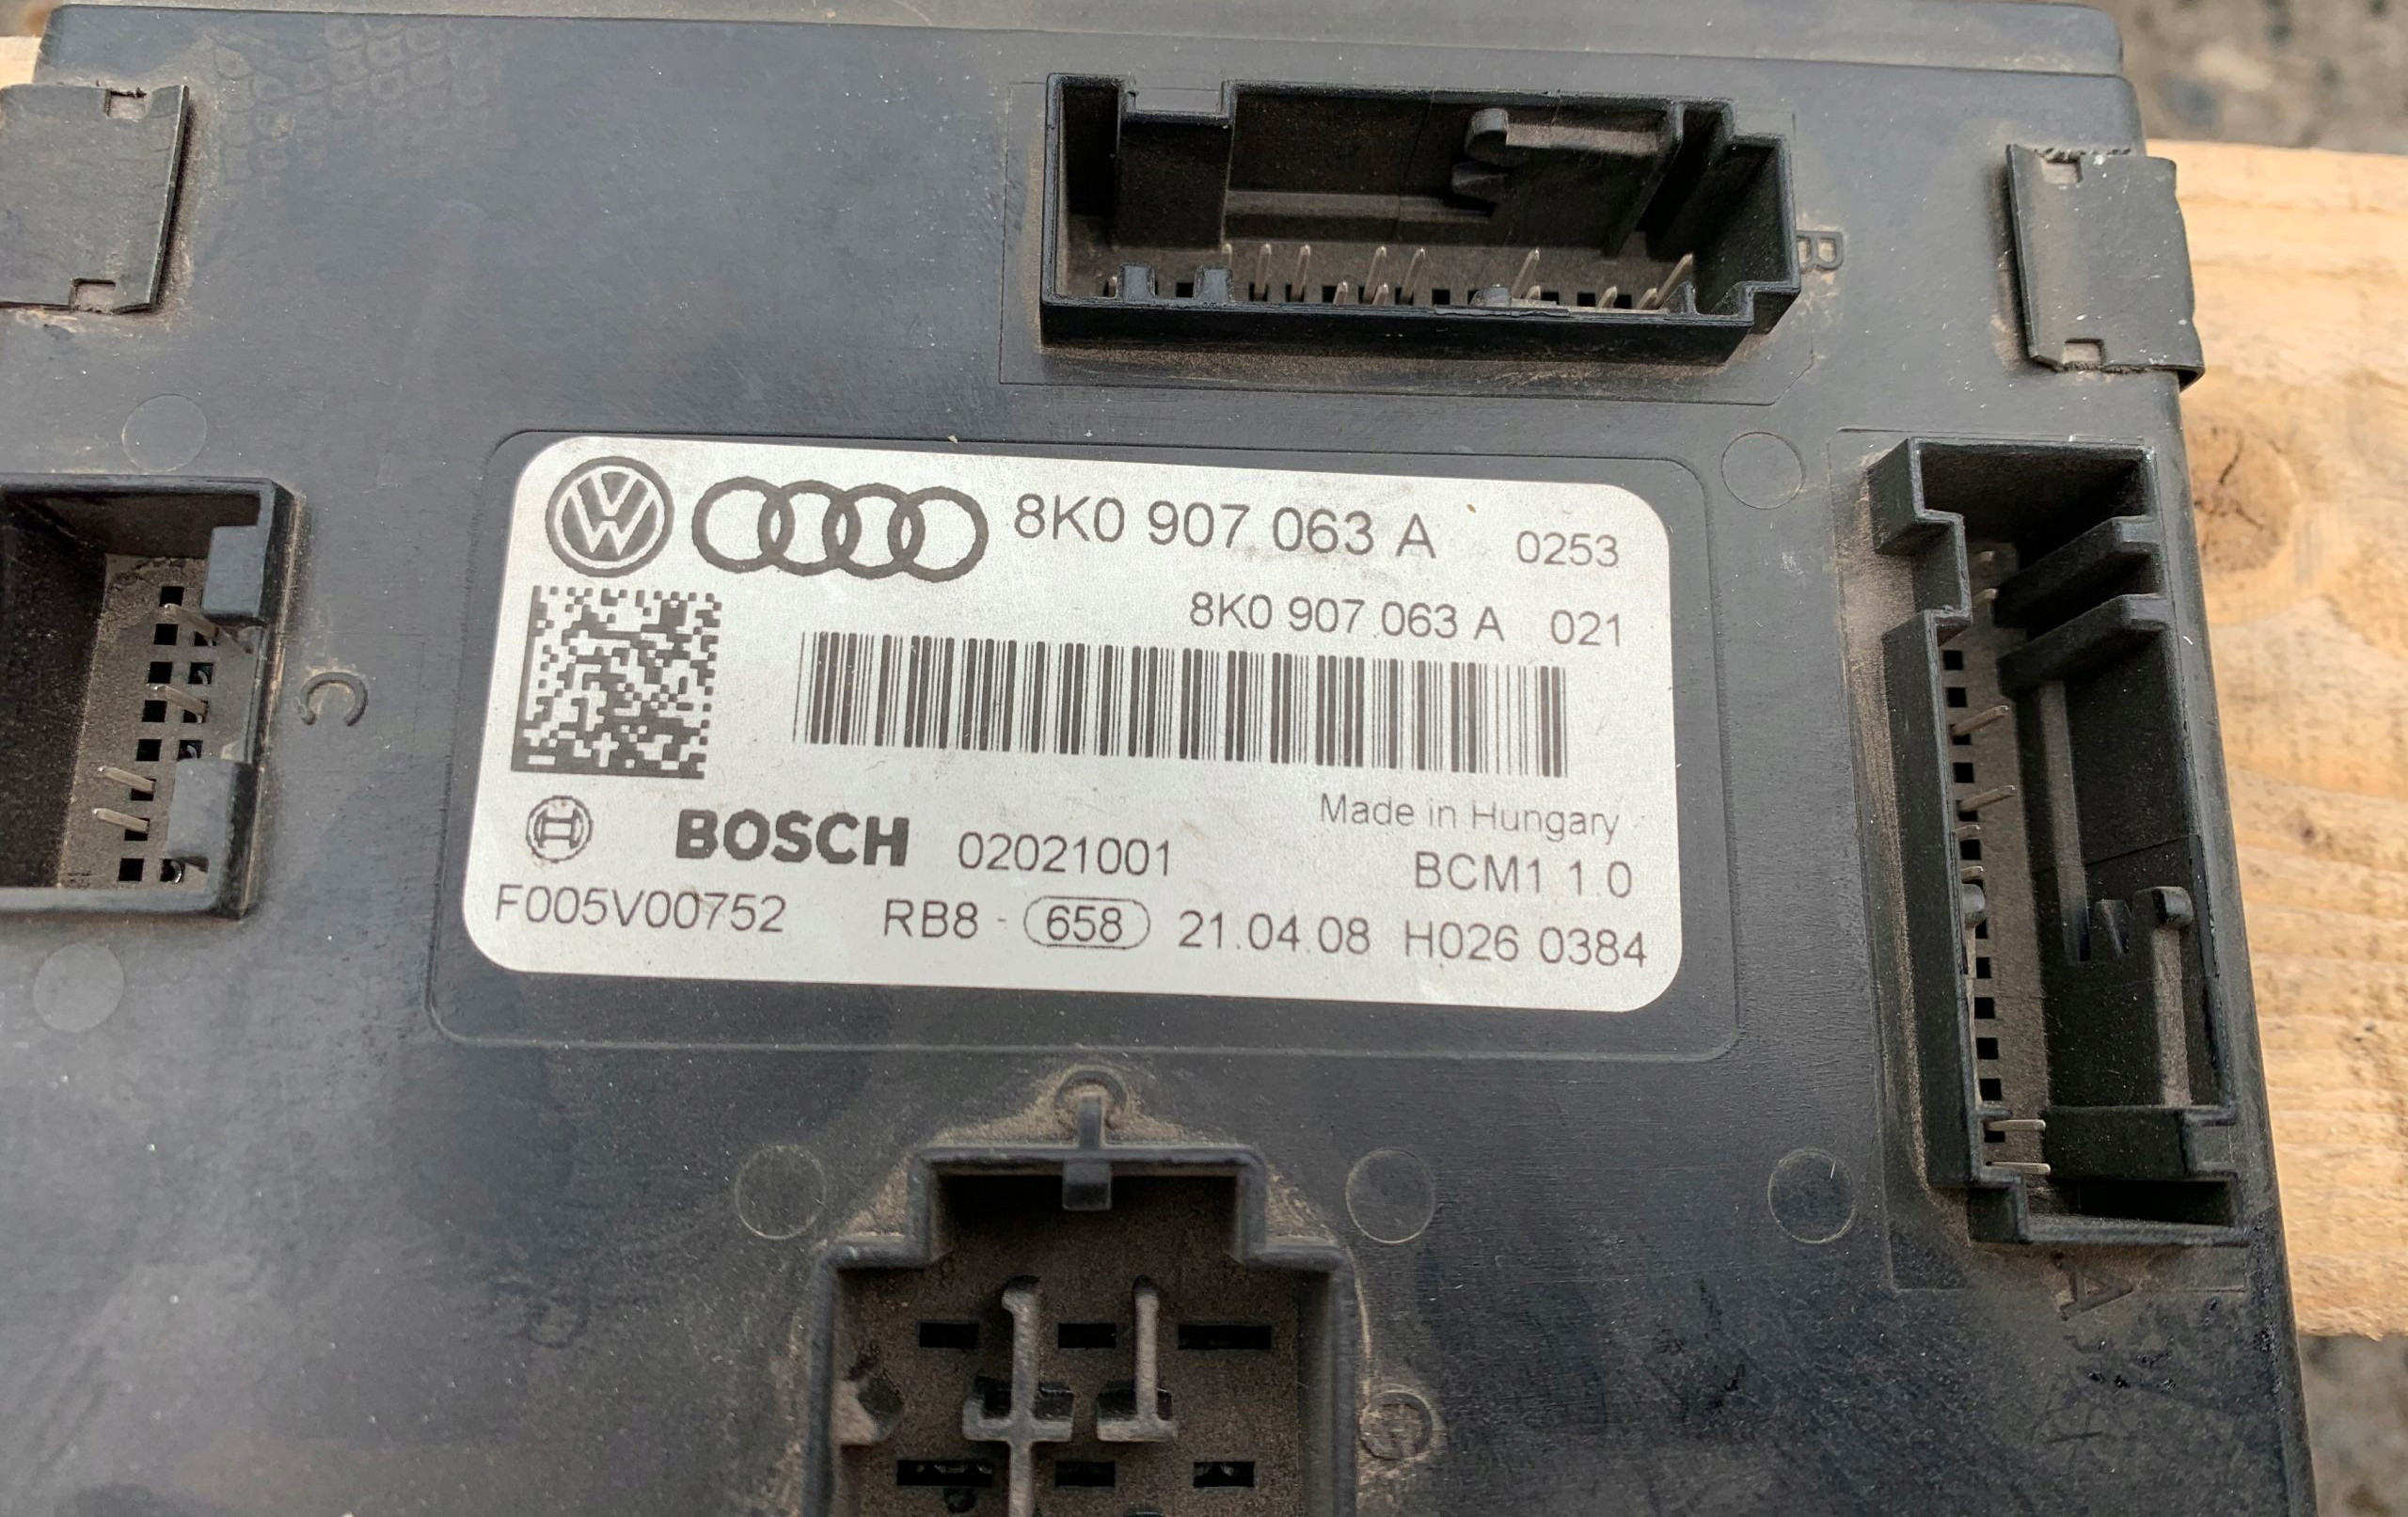 B
8K0 907 063 A 0253
8K0 907 063 A 021
C
Made in Hungary
BOSCH 02021001
BCM1 1.0
F005V00752 RB8 - 658 21.04.08 H026 0384
A
G